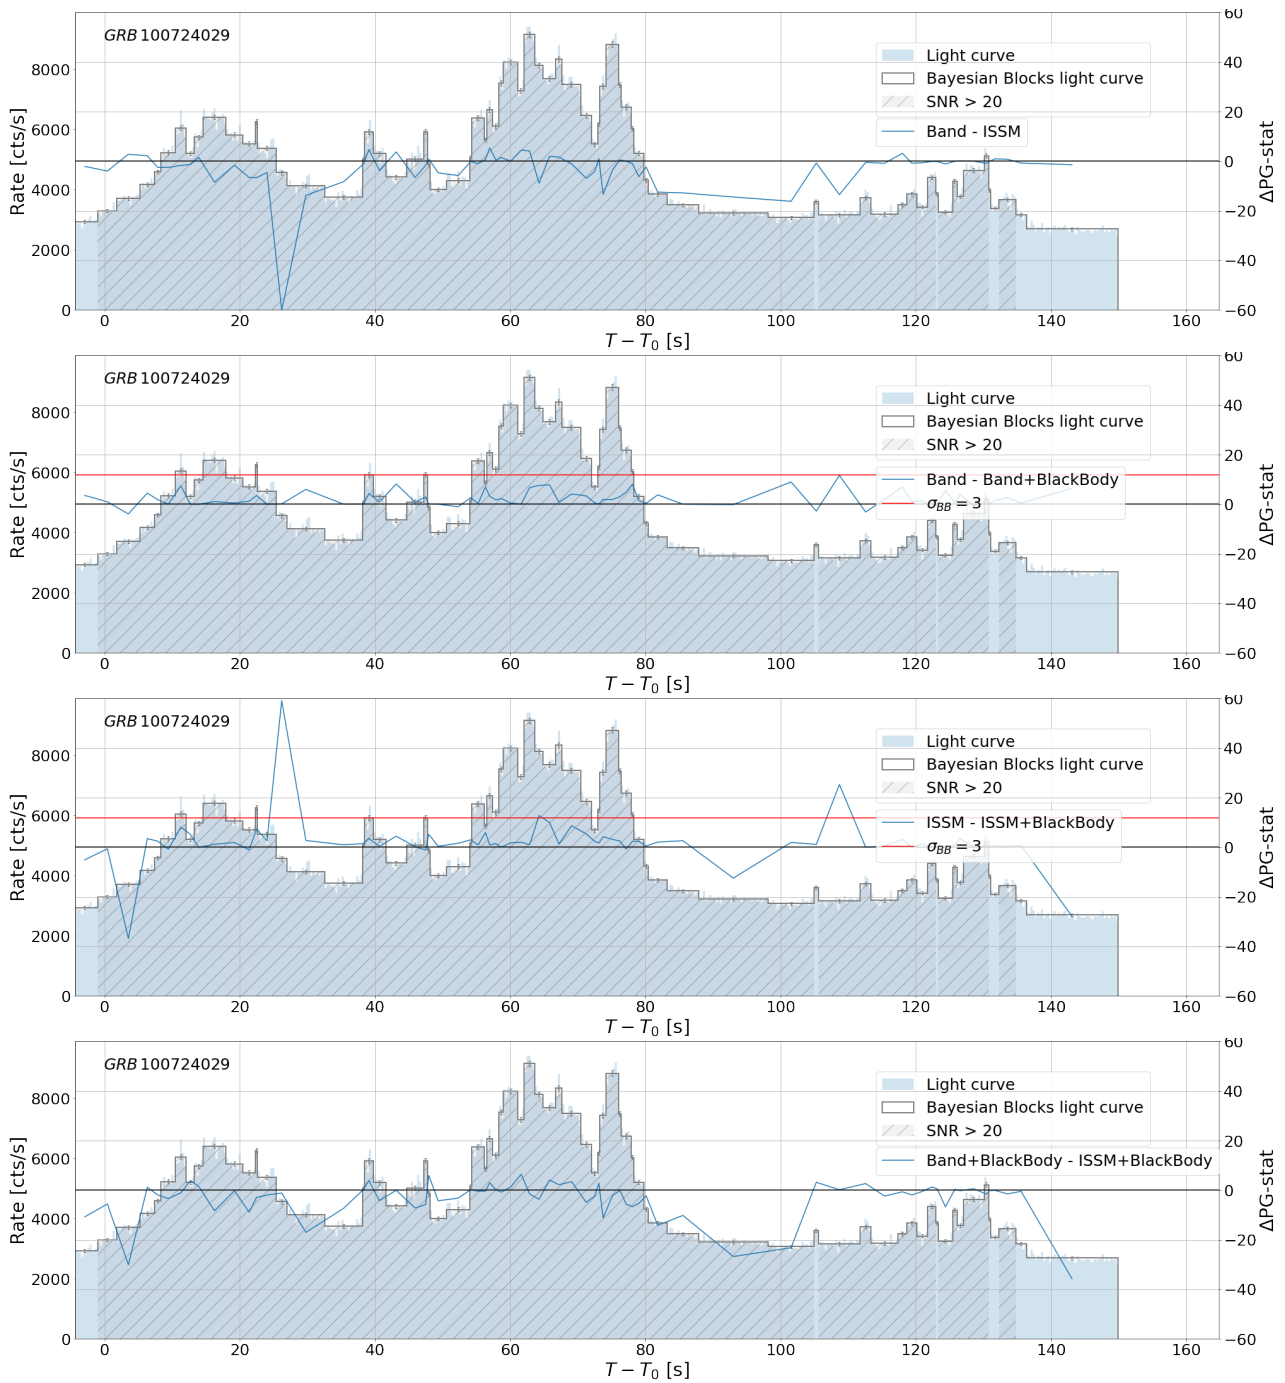 GRB 100724029
Light curve
Bayesian Blocks light curve
SNR > 20
Band - ISSM
Rate [cts/s]
0
2000
4000
6000
8000
ΔPG-stat
60
40
20
0
−20
−40
−60
0 20 40 60 80 100 120 140 160
T − T₀ [s]
GRB 100724029
Light curve
Bayesian Blocks light curve
SNR > 20
Band - Band+BlackBody
σ_BB = 3
Rate [cts/s]
0
2000
4000
6000
8000
ΔPG-stat
60
40
20
0
−20
−40
−60
0 20 40 60 80 100 120 140 160
T − T₀ [s]
GRB 100724029
Light curve
Bayesian Blocks light curve
SNR > 20
ISSM - ISSM+BlackBody
σ_BB = 3
Rate [cts/s]
0
2000
4000
6000
8000
ΔPG-stat
60
40
20
0
−20
−40
−60
0 20 40 60 80 100 120 140 160
T − T₀ [s]
GRB 100724029
Light curve
Bayesian Blocks light curve
SNR > 20
Band+BlackBody - ISSM+BlackBody
Rate [cts/s]
0
2000
4000
6000
8000
ΔPG-stat
60
40
20
0
−20
−40
−60
0 20 40 60 80 100 120 140 160
T − T₀ [s]